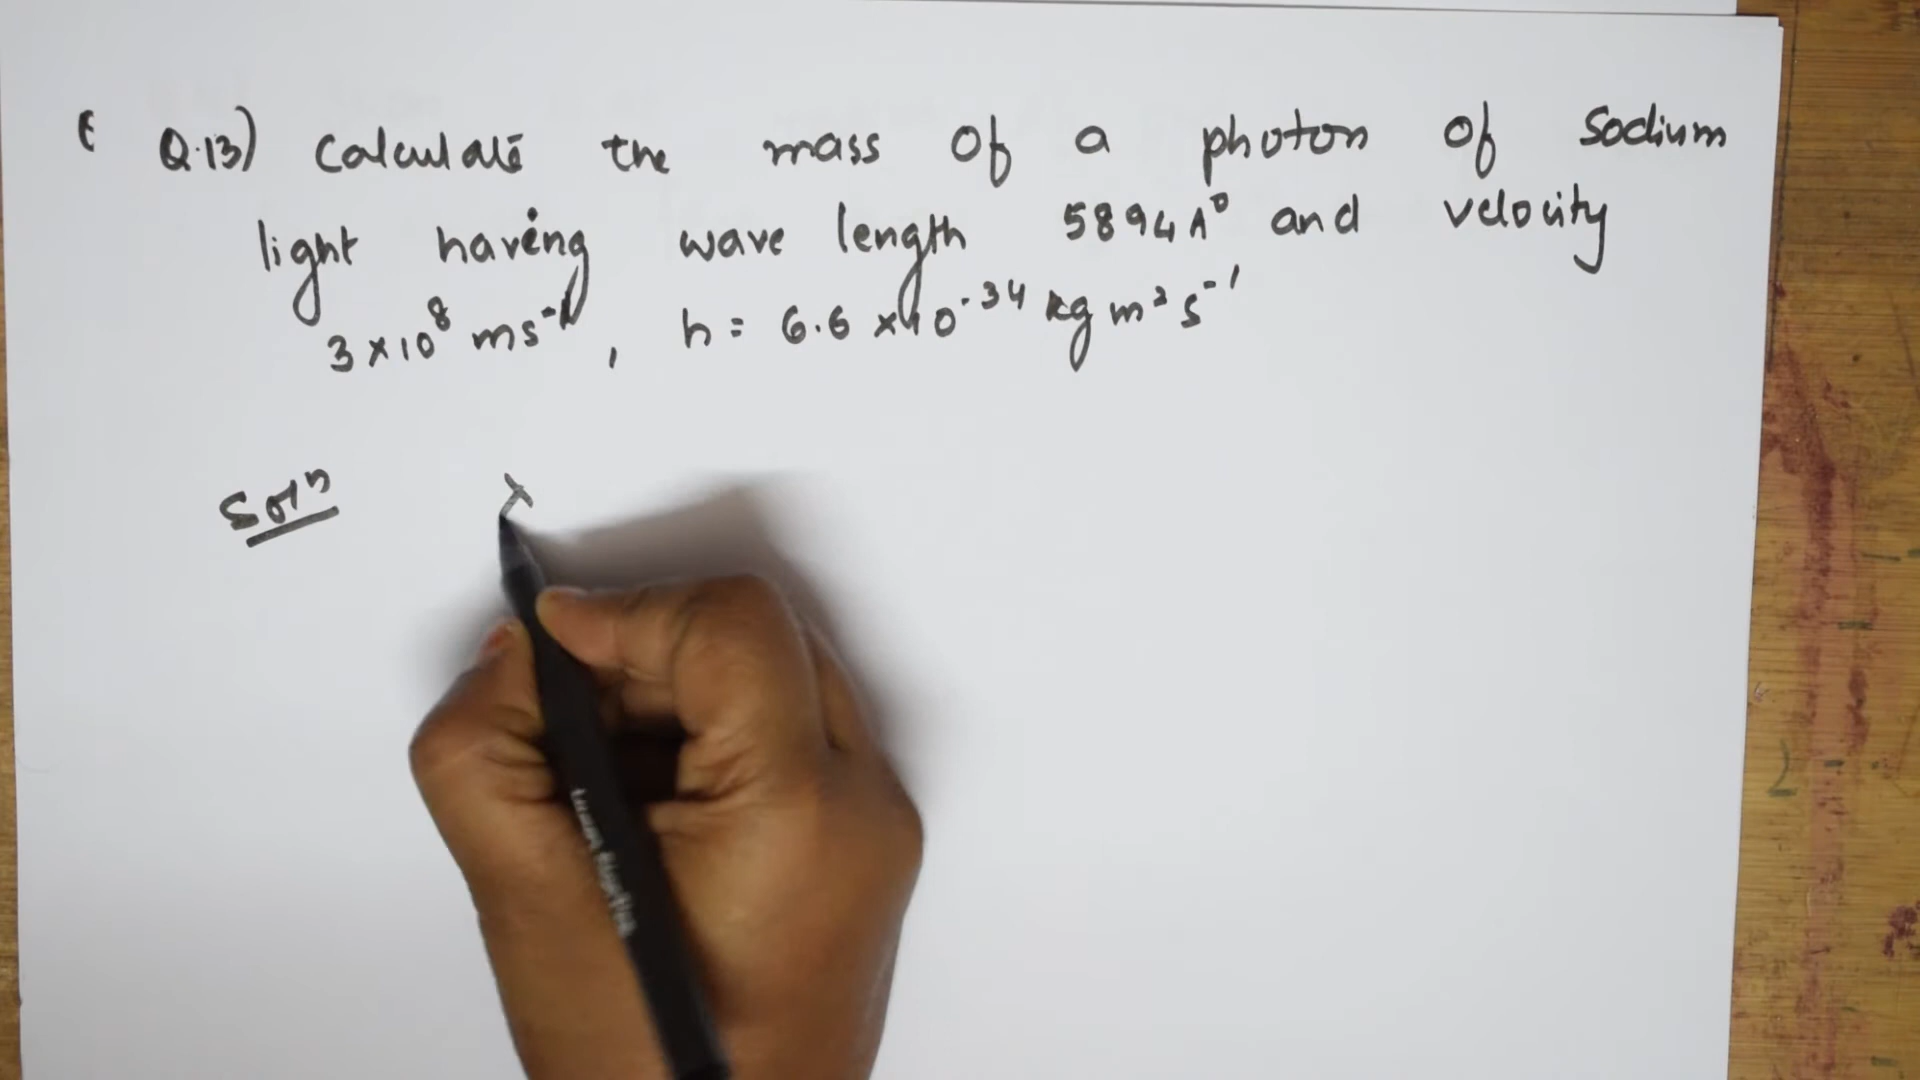 Q.13) Calculate the mass of a photon of Sodium
light having wave length 5894A° and velocity
3×10⁸ ms⁻¹, h = 6.6 ×10⁻³⁴ kg m² s⁻¹
Solⁿ λ